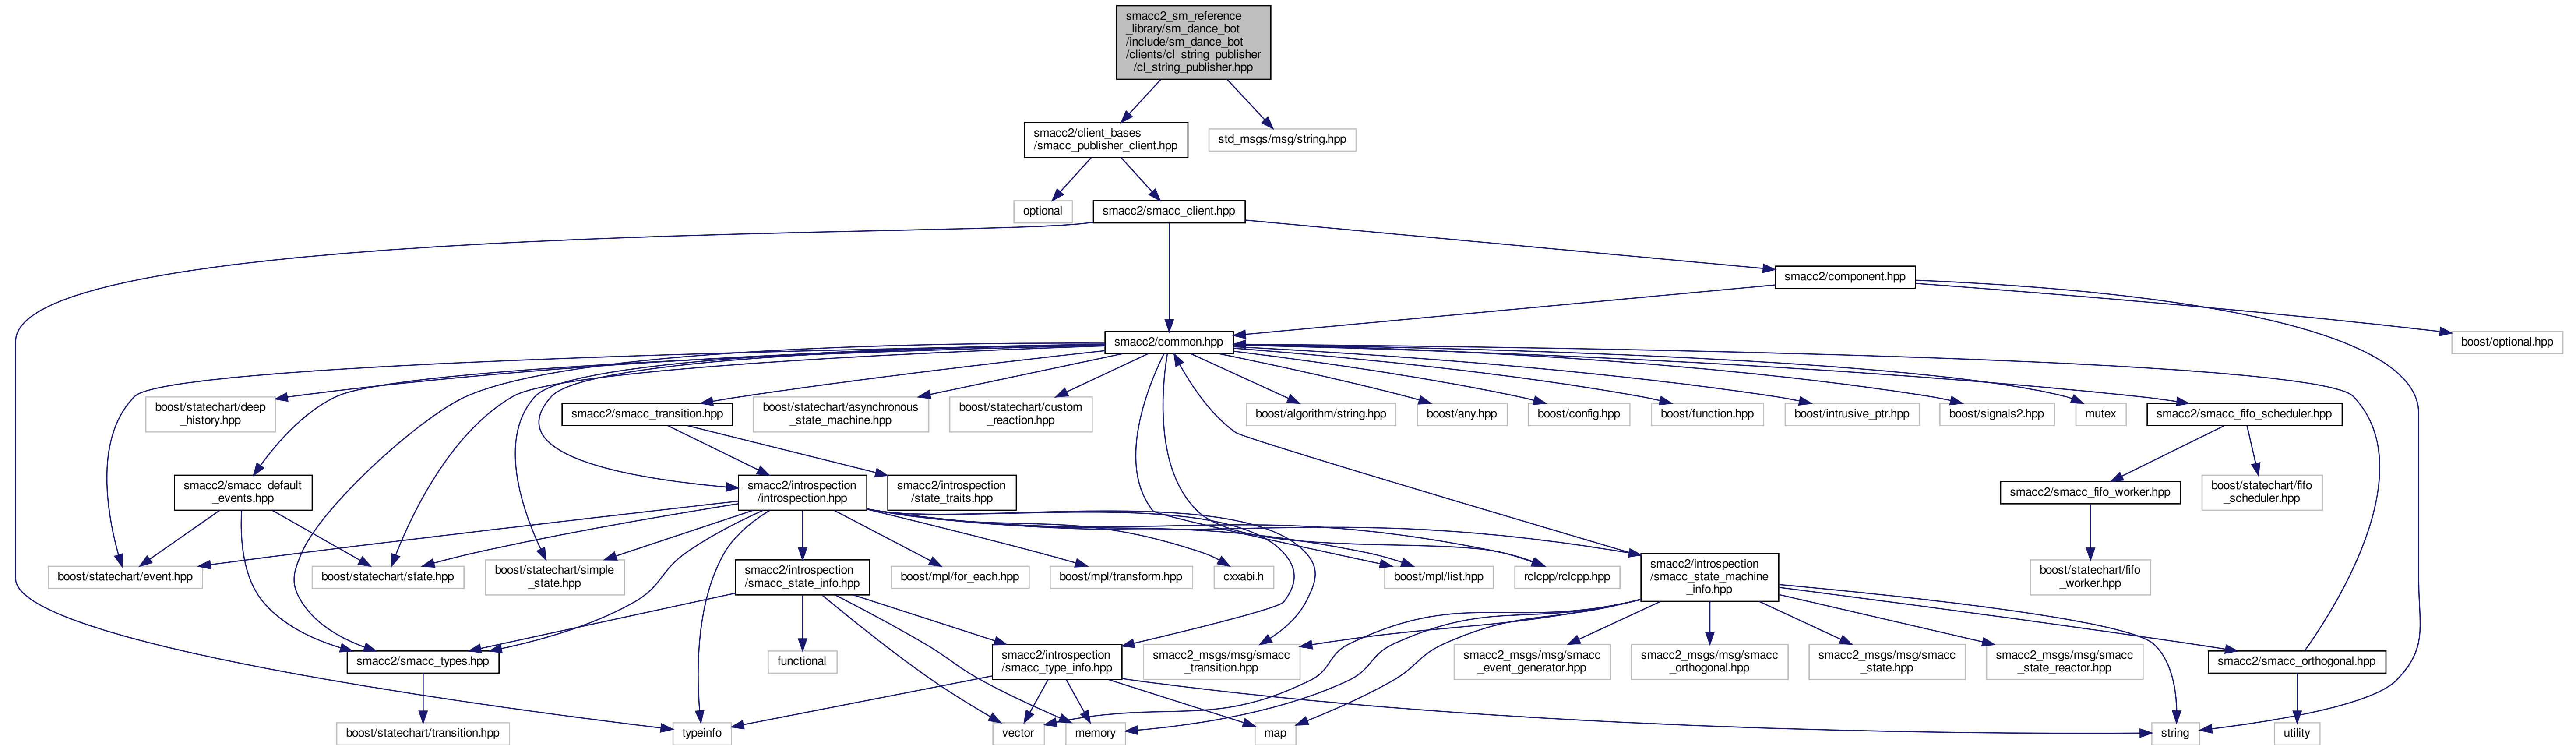 smacc2_sm_reference
_library/sm_dance_bot
/include/sm_dance_bot
/clients/cl_string_publisher
/cl_string_publisher.hpp
smacc2/client_bases
/smacc_publisher_client.hpp
std_msgs/msg/string.hpp
optional
smacc2/smacc_client.hpp
smacc2/component.hpp
smacc2/common.hpp
boost/optional.hpp
boost/statechart/deep
_history.hpp
smacc2/smacc_transition.hpp
boost/statechart/asynchronous
_state_machine.hpp
boost/statechart/custom
_reaction.hpp
boost/algorithm/string.hpp
boost/any.hpp
boost/config.hpp
boost/function.hpp
boost/intrusive_ptr.hpp
boost/signals2.hpp
mutex
smacc2/smacc_fifo_scheduler.hpp
smacc2/smacc_default
_events.hpp
smacc2/introspection
/introspection.hpp
smacc2/introspection
/state_traits.hpp
smacc2/smacc_fifo_worker.hpp
boost/statechart/fifo
_scheduler.hpp
boost/statechart/event.hpp
boost/statechart/state.hpp
boost/statechart/simple
_state.hpp
smacc2/introspection
/smacc_state_info.hpp
boost/mpl/for_each.hpp
boost/mpl/transform.hpp
cxxabi.h
boost/mpl/list.hpp
rclcpp/rclcpp.hpp
smacc2/introspection
/smacc_state_machine
_info.hpp
boost/statechart/fifo
_worker.hpp
smacc2/smacc_types.hpp
functional
smacc2/introspection
/smacc_type_info.hpp
smacc2_msgs/msg/smacc
_transition.hpp
smacc2_msgs/msg/smacc
_event_generator.hpp
smacc2_msgs/msg/smacc
_orthogonal.hpp
smacc2_msgs/msg/smacc
_state.hpp
smacc2_msgs/msg/smacc
_state_reactor.hpp
smacc2/smacc_orthogonal.hpp
boost/statechart/transition.hpp
typeinfo
vector
memory
map
string
utility